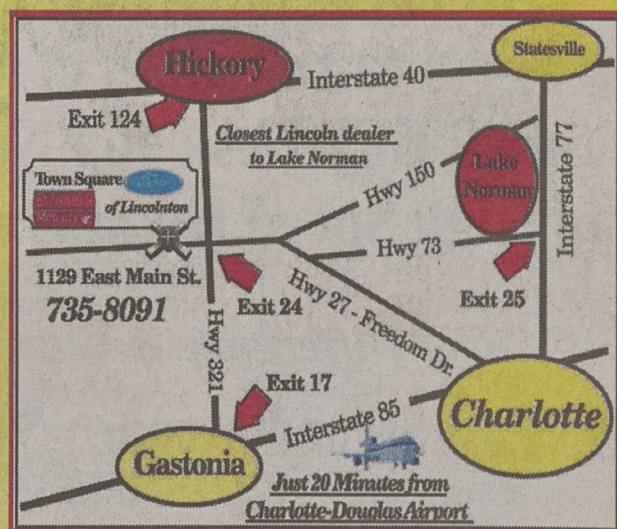 Hickory
Statesville
Interstate 40
Exit 124
Closest Lincoln dealer
to Lake Norman
Town Square
of Lincolnton
Lake
Norman
Hwy 150
Interstate 77
Hwy 73
1129 East Main St.
735-8091
Exit 24
Exit 25
Hwy 27 - Freedom Dr.
Hwy 321
Exit 17
Interstate 85
Charlotte
Gastonia
Just 20 Minutes from
Charlotte-Douglas Airport